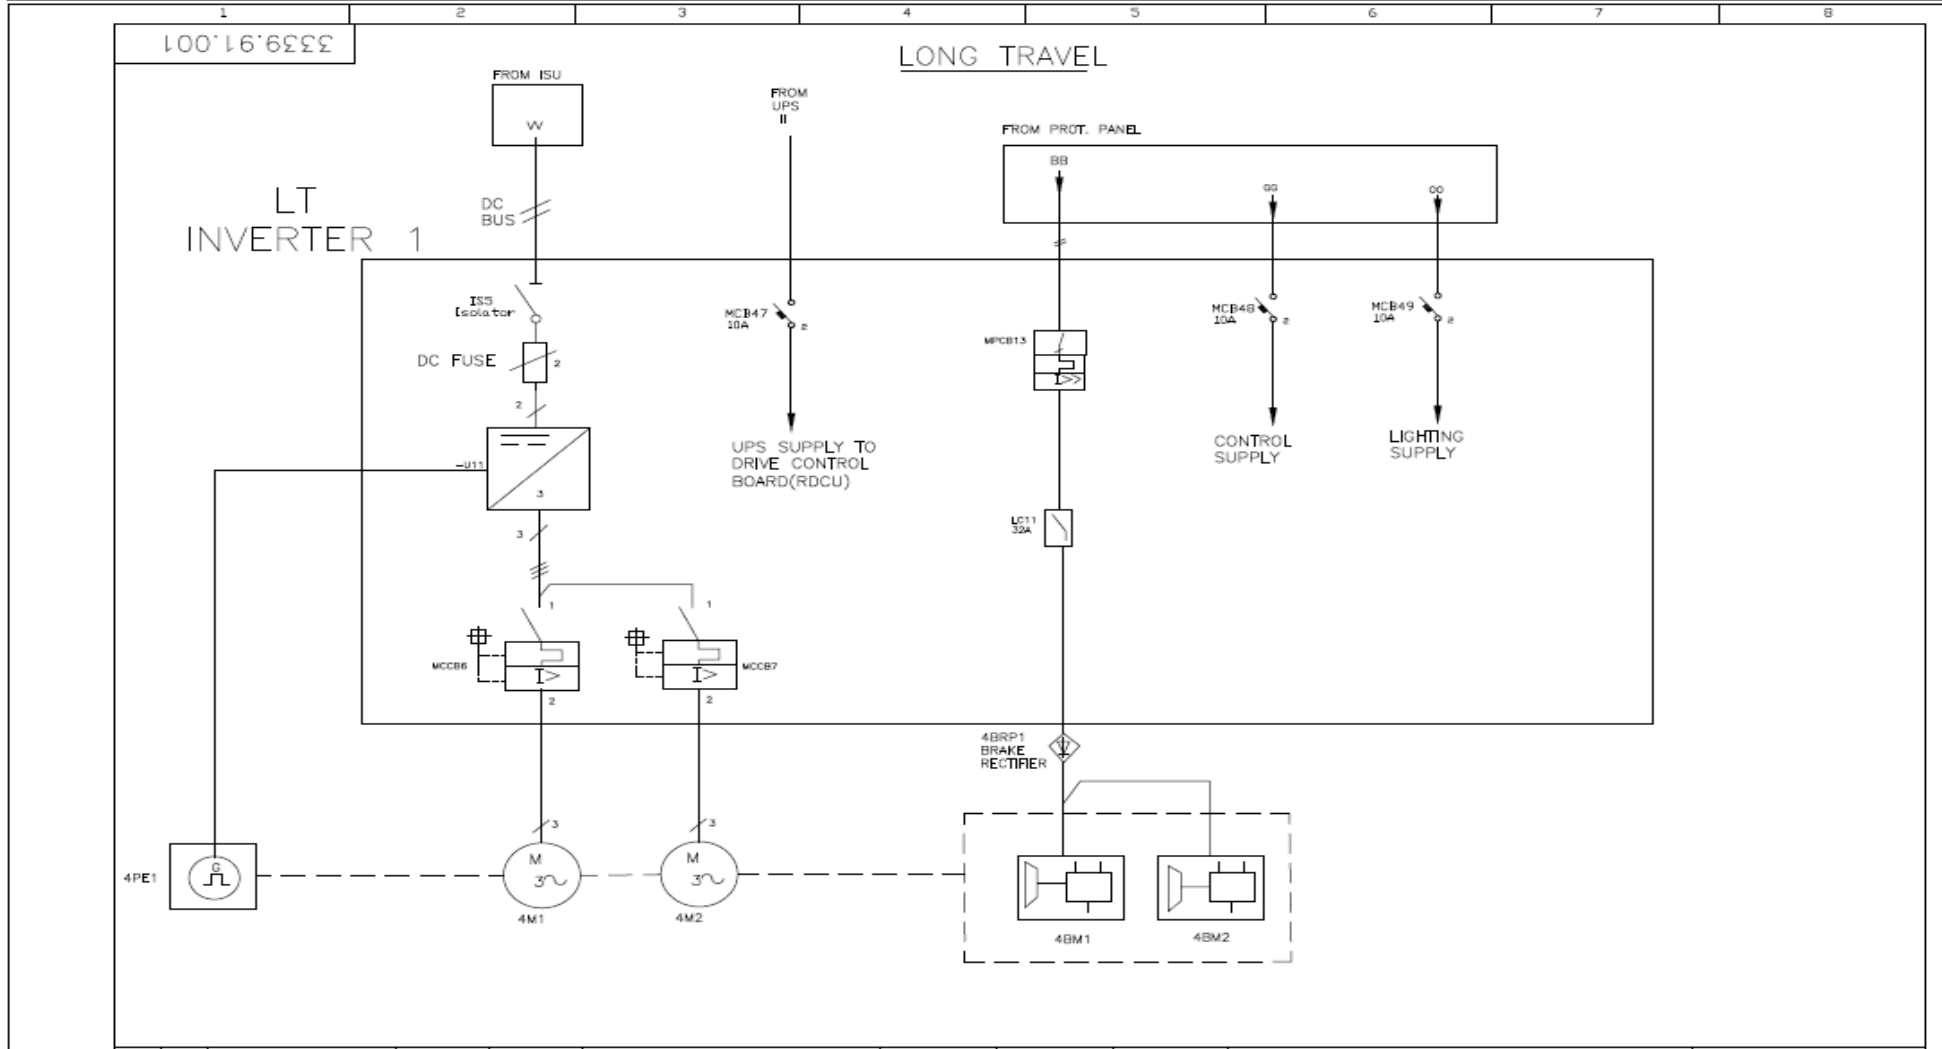 1 2 3 4 5 6 7 8
3339.91.001
LONG TRAVEL
FROM ISU
W
DC
BUS
LT
INVERTER 1
IS5
Isolator
DC FUSE
2
2
-U11
3
3
1
1
MCCB6
I>
2
I>
MCCB7
2
3
3
M
3
4M1
M
3
4M2
G
4PE1
FROM
UPS
II
MCB47
10A
2
UPS SUPPLY TO
DRIVE CONTROL
BOARD(RDCU)
FROM PROT. PANEL
BB
MPCB13
I>>
LC11
32A
4BRP1
BRAKE
RECTIFIER
4BM1
4BM2
MCB48
10A
2
CONTROL
SUPPLY
MCB49
10A
2
LIGHTING
SUPPLY